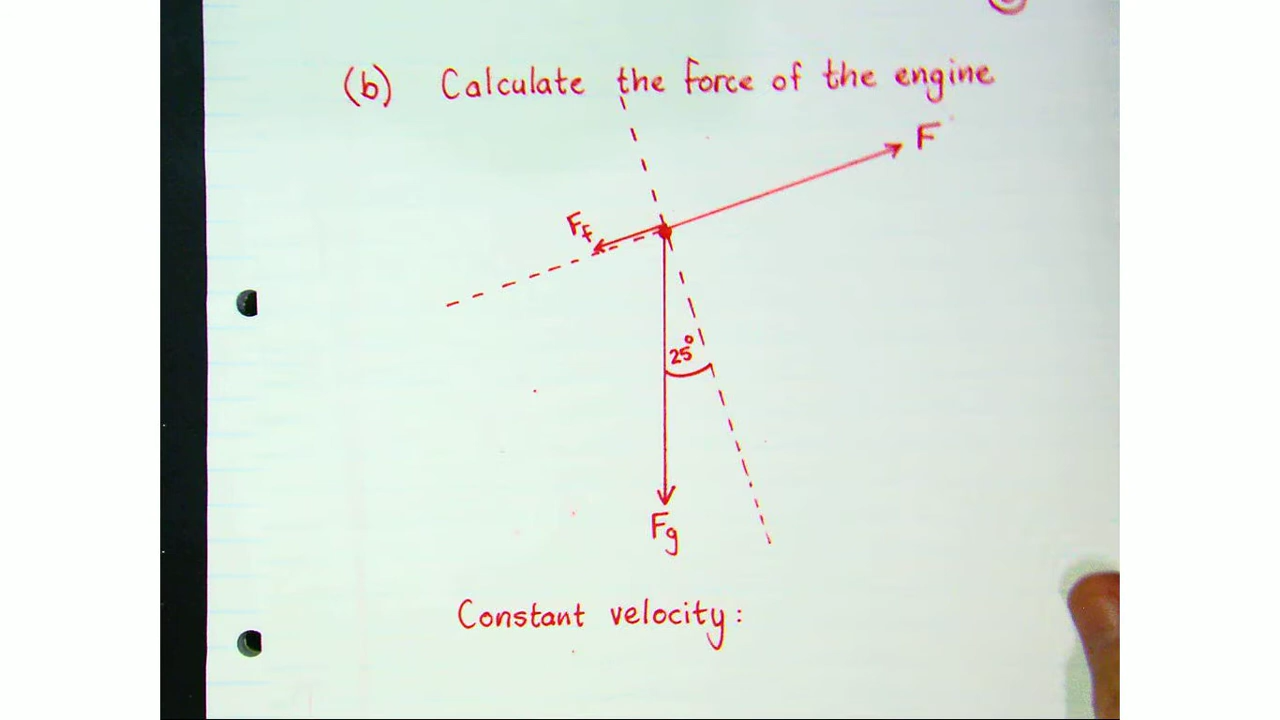 (b) Calculate the force of the engine
F
Ff
25°
Fg
Constant velocity: